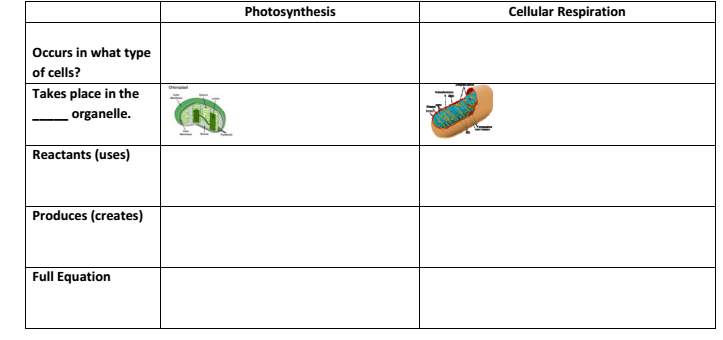 Photosynthesis
Cellular Respiration
Occurs in what type
of cells?
Takes place in the
_____ organelle.
Chloroplast
Reactants (uses)
Produces (creates)
Full Equation